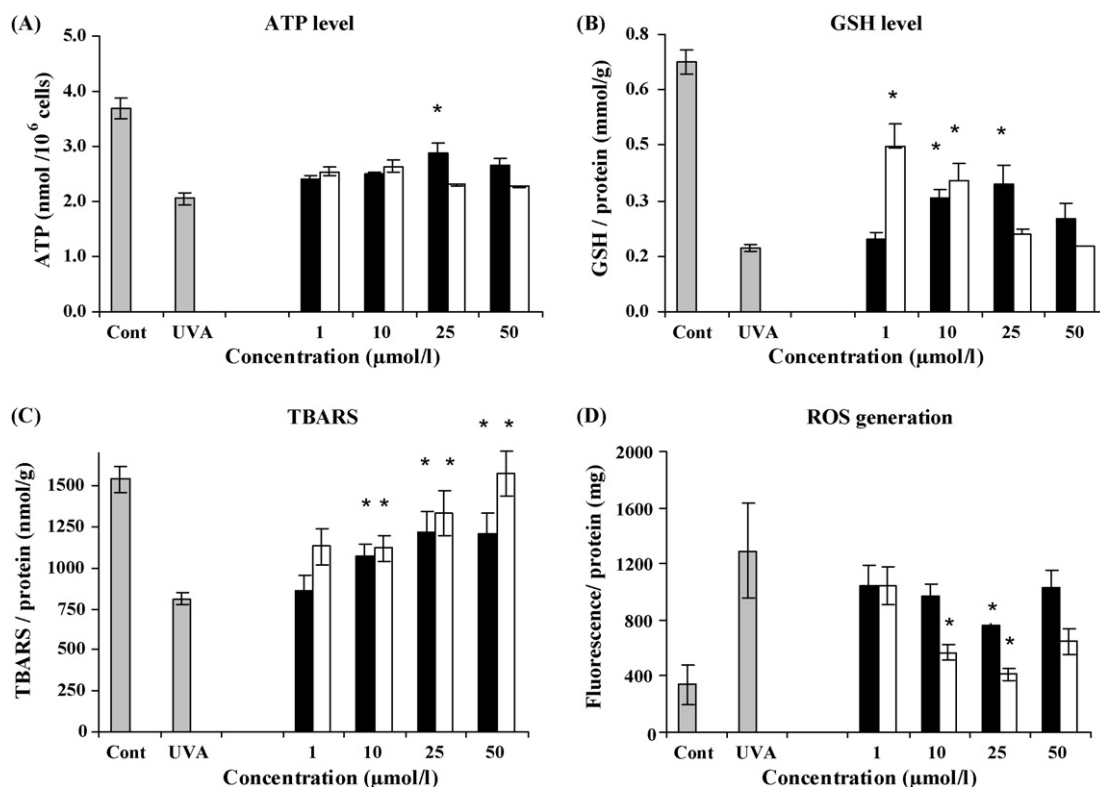 (A) ATP level
ATP (nmol /10⁶ cells)
5.0
4.0
3.0
2.0
1.0
0.0
*
Cont UVA 1 10 25 50
Concentration (µmol/l)
(B) GSH level
GSH / protein (mmol/g)
0.8
0.6
0.5
0.3
0.2
0.0
* * * *
Cont UVA 1 10 25 50
Concentration (µmol/l)
(C) TBARS
TBARS / protein (nmol/g)
1500
1250
1000
750
500
250
0
* * * * * *
Cont UVA 1 10 25 50
Concentration (µmol/l)
(D) ROS generation
Fluorescence/ protein (mg)
2000
1600
1200
800
400
0
* * *
Cont UVA 1 10 25 50
Concentration (µmol/l)